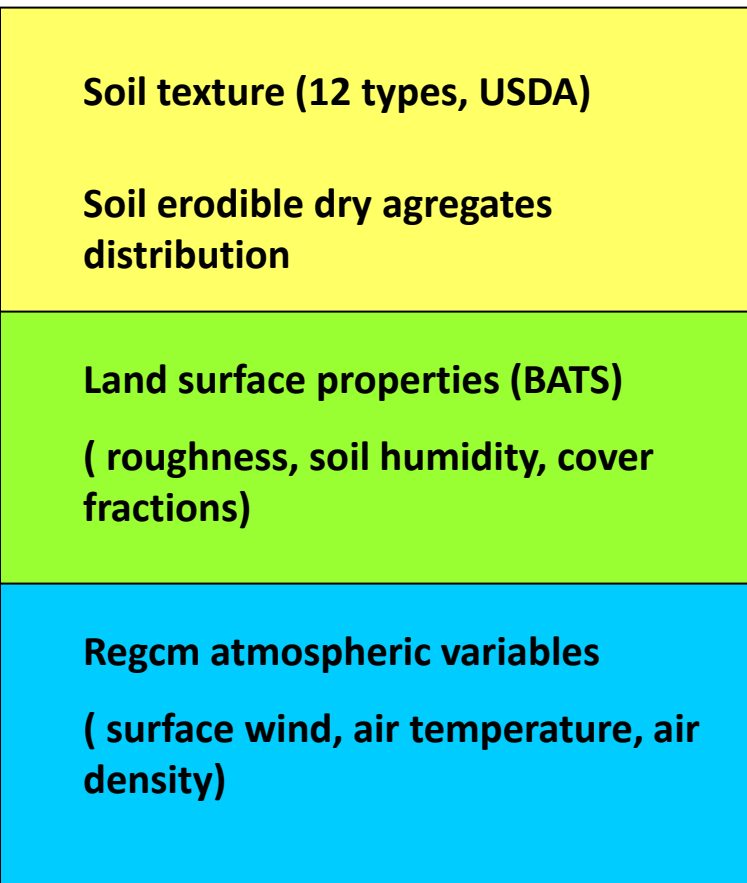 Soil texture (12 types, USDA)
Soil erodible dry agregates
distribution
Land surface properties (BATS)
( roughness, soil humidity, cover
fractions)
Regcm atmospheric variables
( surface wind, air temperature, air
density)